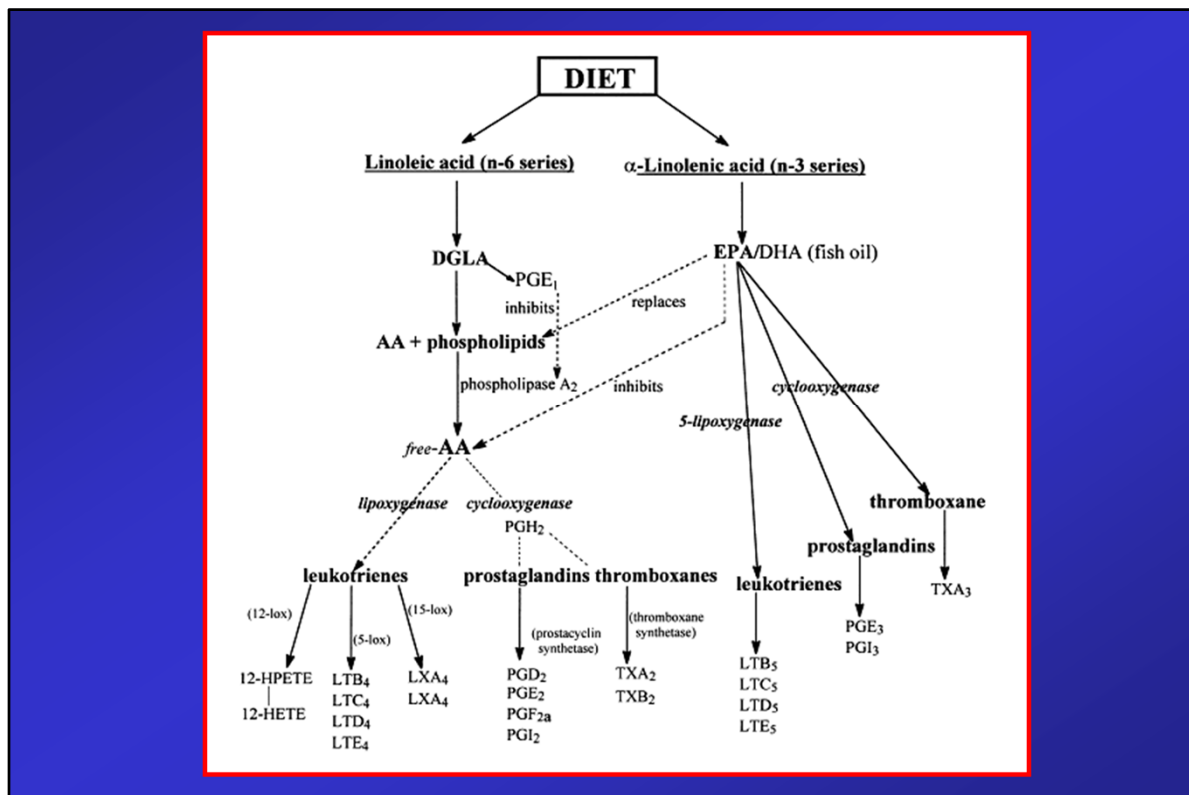 DIET
Linoleic acid (n-6 series)
α-Linolenic acid (n-3 series)
DGLA
PGE1
EPA/DHA (fish oil)
inhibits
replaces
AA + phospholipids
phospholipase A2
inhibits
cyclooxygenase
5-lipoxygenase
free-AA
lipoxygenase
cyclooxygenase
PGH2
thromboxane
prostaglandins
leukotrienes
prostaglandins thromboxanes
leukotrienes
TXA3
(12-lox)
(5-lox)
(15-lox)
(prostacyclin
synthetase)
(thromboxane
synthetase)
PGE3
PGI3
12-HPETE
12-HETE
LTB4
LTC4
LTD4
LTE4
LXA4
LXA4
PGD2
PGE2
PGF2a
PGI2
TXA2
TXB2
LTB5
LTC5
LTD5
LTE5